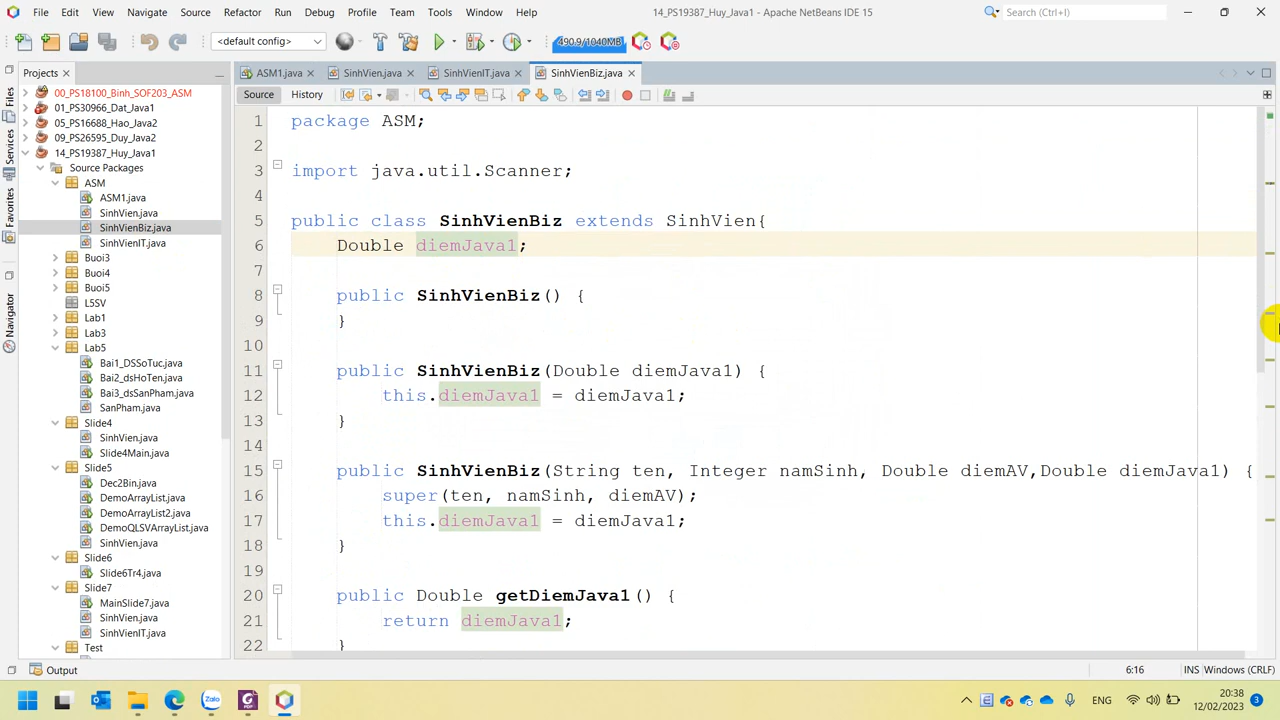 File Edit View Navigate Source Refactor Run Debug Profile Team Tools Window Help
14_PS19387_Huy_Java1 - Apache NetBeans IDE 15
Search (Ctrl+I)
<default config>
490.9/1040MB
Projects
ASM1.java
SinhVien.java
SinhVienIT.java
SinhVienBiz.java
Files
Services
Favorites
Navigator
00_PS18100_Binh_SOF203_ASM
01_PS30966_Dat_Java1
05_PS16688_Hao_Java2
09_PS26595_Duy_Java2
14_PS19387_Huy_Java1
Source Packages
ASM
ASM1.java
SinhVien.java
SinhVienBiz.java
SinhVienIT.java
Buoi3
Buoi4
Buoi5
L5SV
Lab1
Lab3
Lab5
Bai1_DSSoTuc.java
Bai2_dsHoTen.java
Bai3_dsSanPham.java
SanPham.java
Slide4
SinhVien.java
Slide4Main.java
Slide5
Dec2Bin.java
DemoArrayList.java
DemoArrayList2.java
DemoQLSVArrayList.java
SinhVien.java
Slide6
Slide6Tr4.java
Slide7
MainSlide7.java
SinhVien.java
SinhVienIT.java
Test
Source History
1 package ASM;
2
3 import java.util.Scanner;
4
5 public class SinhVienBiz extends SinhVien{
6 Double diemJava1;
7
8 public SinhVienBiz() {
9 }
10
11 public SinhVienBiz(Double diemJava1) {
12 this.diemJava1 = diemJava1;
13 }
14
15 public SinhVienBiz(String ten, Integer namSinh, Double diemAV,Double diemJava1) {
16 super(ten, namSinh, diemAV);
17 this.diemJava1 = diemJava1;
18 }
19
20 public Double getDiemJava1() {
21 return diemJava1;
22 }
Output
6:16
INS Windows (CRLF)
Zalo
PDF
ENG
20:38
12/02/2023
3